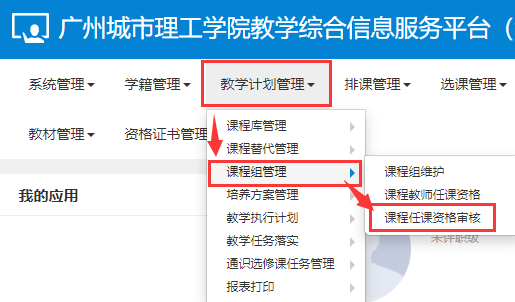 广州城市理工学院教学综合信息服务平台（
系统管理 学籍管理 教学计划管理 排课管理 选课管理
教材管理 资格证书管理
课程库管理
课程替代管理
课程组管理
培养方案管理
教学执行计划
教学任务落实
通识选修课任务管理
报表打印
课程组维护
课程教师任课资格
课程任课资格审核
我的应用
未评职级